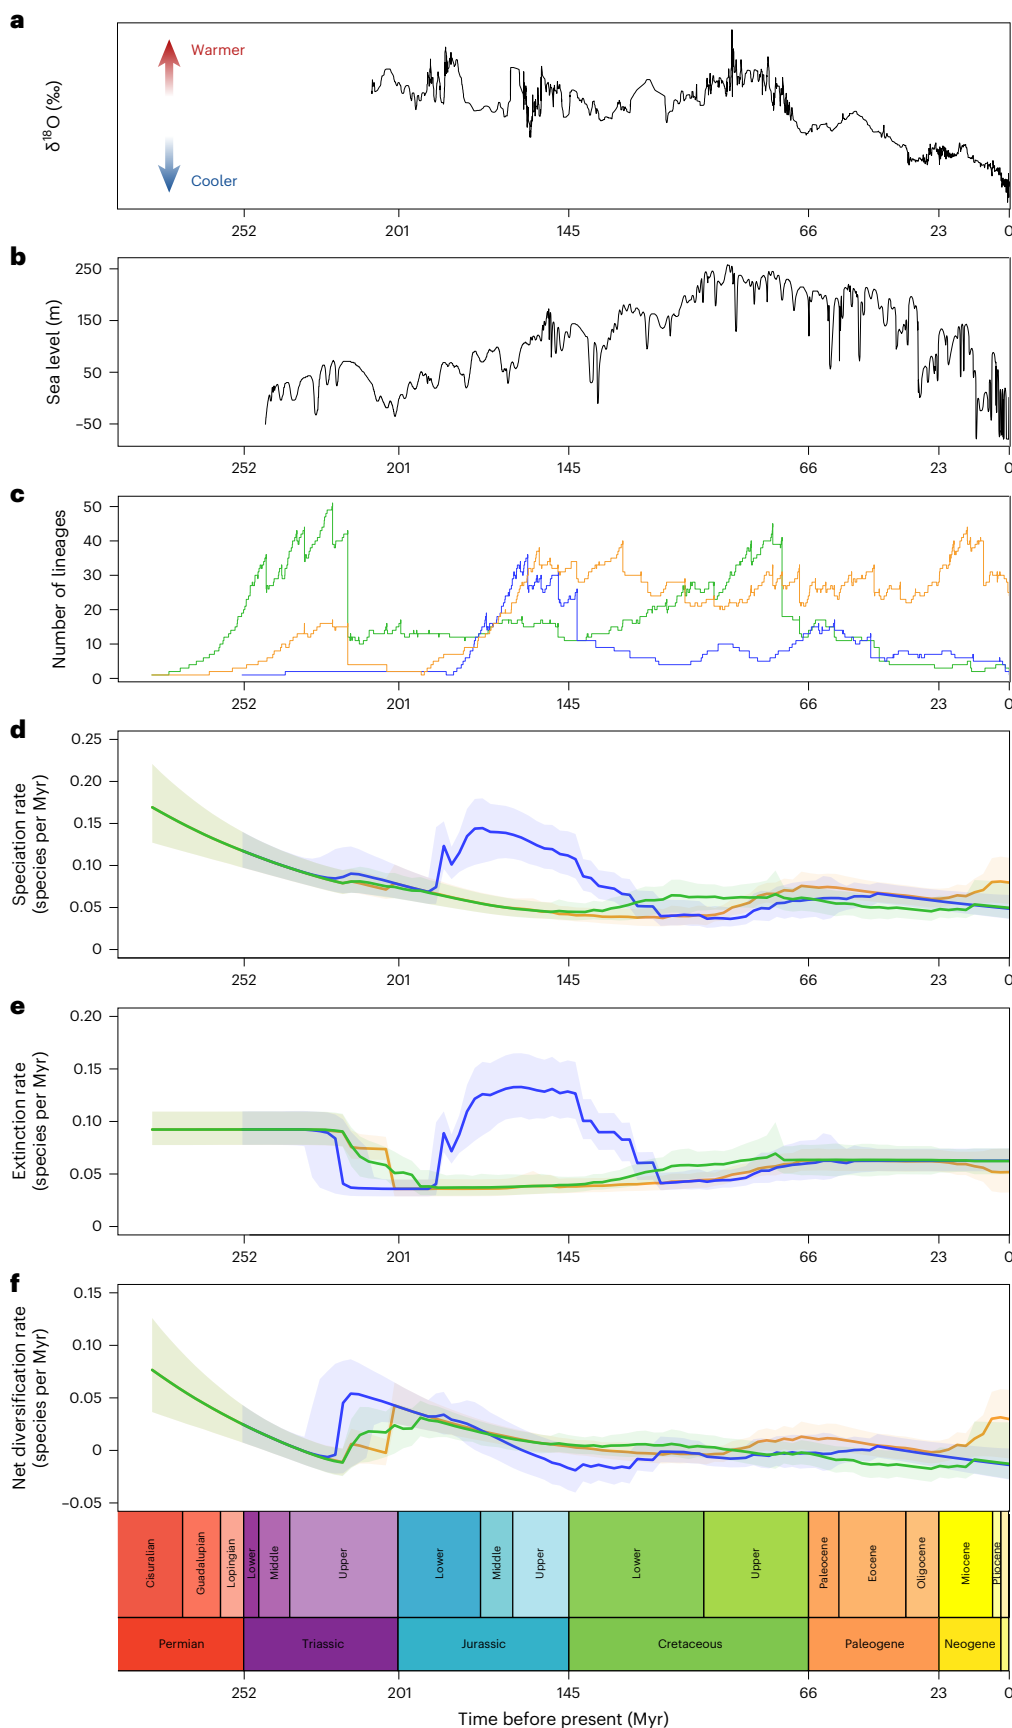 a
Warmer
δ18O (‰)
Cooler
252 201 145 66 23 0
b
250
150
50
–50
Sea level (m)
252 201 145 66 23 0
c
50
40
30
20
10
0
Number of lineages
252 201 145 66 23 0
d
0.25
0.20
0.15
0.10
0.05
0
Speciation rate
(species per Myr)
252 201 145 66 23 0
e
0.20
0.15
0.10
0.05
0
Extinction rate
(species per Myr)
252 201 145 66 23 0
f
0.15
0.10
0.05
0
–0.05
Net diversification rate
(species per Myr)
Cisuralian Guadalupian Lopingian Lower Middle Upper Lower Middle Upper Lower Upper Paleocene Eocene Oligocene Miocene Pliocene
Permian Triassic Jurassic Cretaceous Paleogene Neogene
252 201 145 66 23 0
Time before present (Myr)